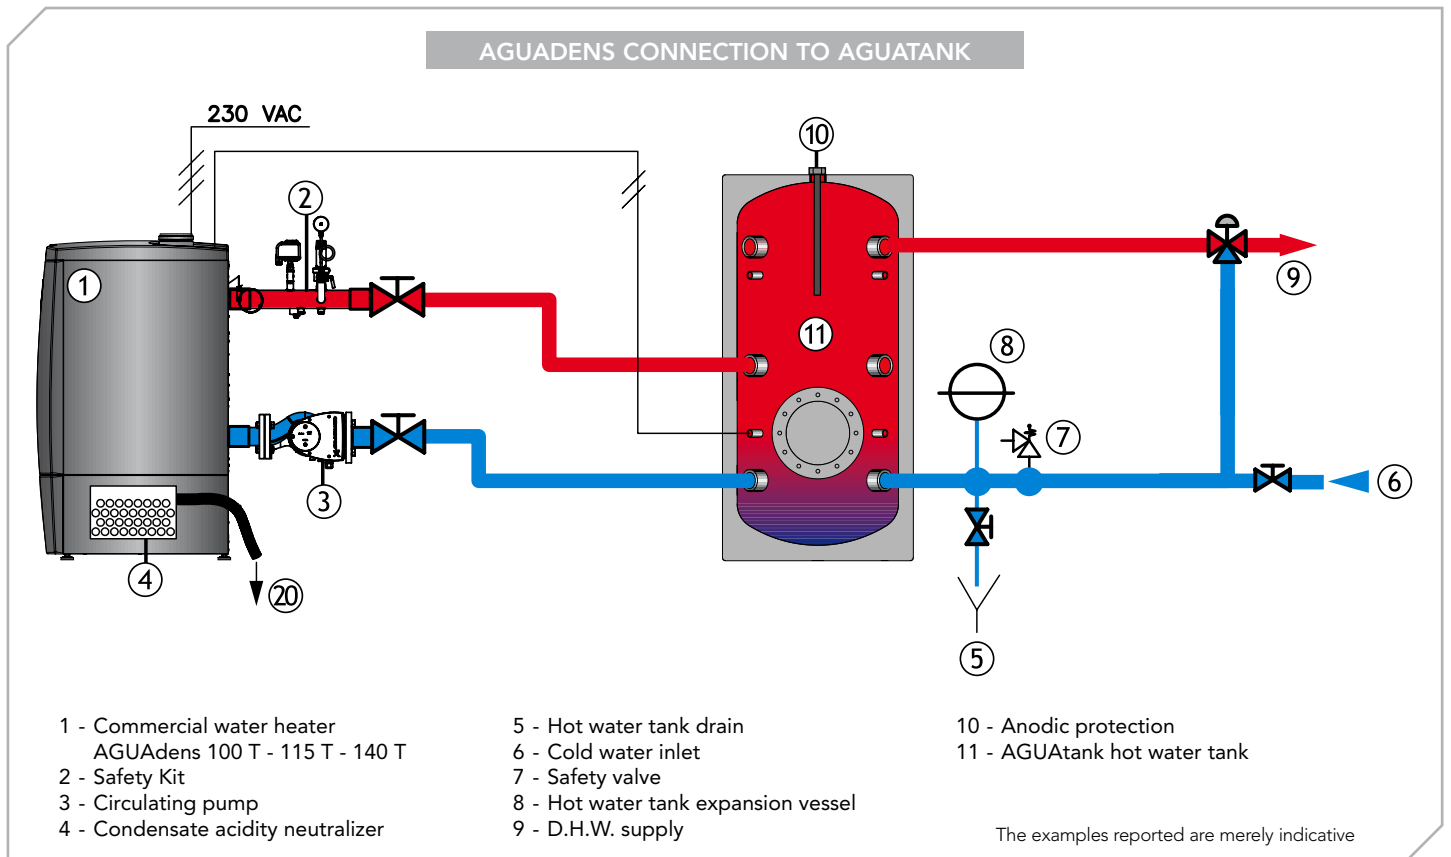 AGUADENS CONNECTION TO AGUATANK
230 VAC
10
2
1
9
11
8
7
6
3
4
20
5
1 - Commercial water heater
AGUAdens 100 T - 115 T - 140 T
2 - Safety Kit
3 - Circulating pump
4 - Condensate acidity neutralizer
5 - Hot water tank drain
6 - Cold water inlet
7 - Safety valve
8 - Hot water tank expansion vessel
9 - D.H.W. supply
10 - Anodic protection
11 - AGUAtank hot water tank
The examples reported are merely indicative